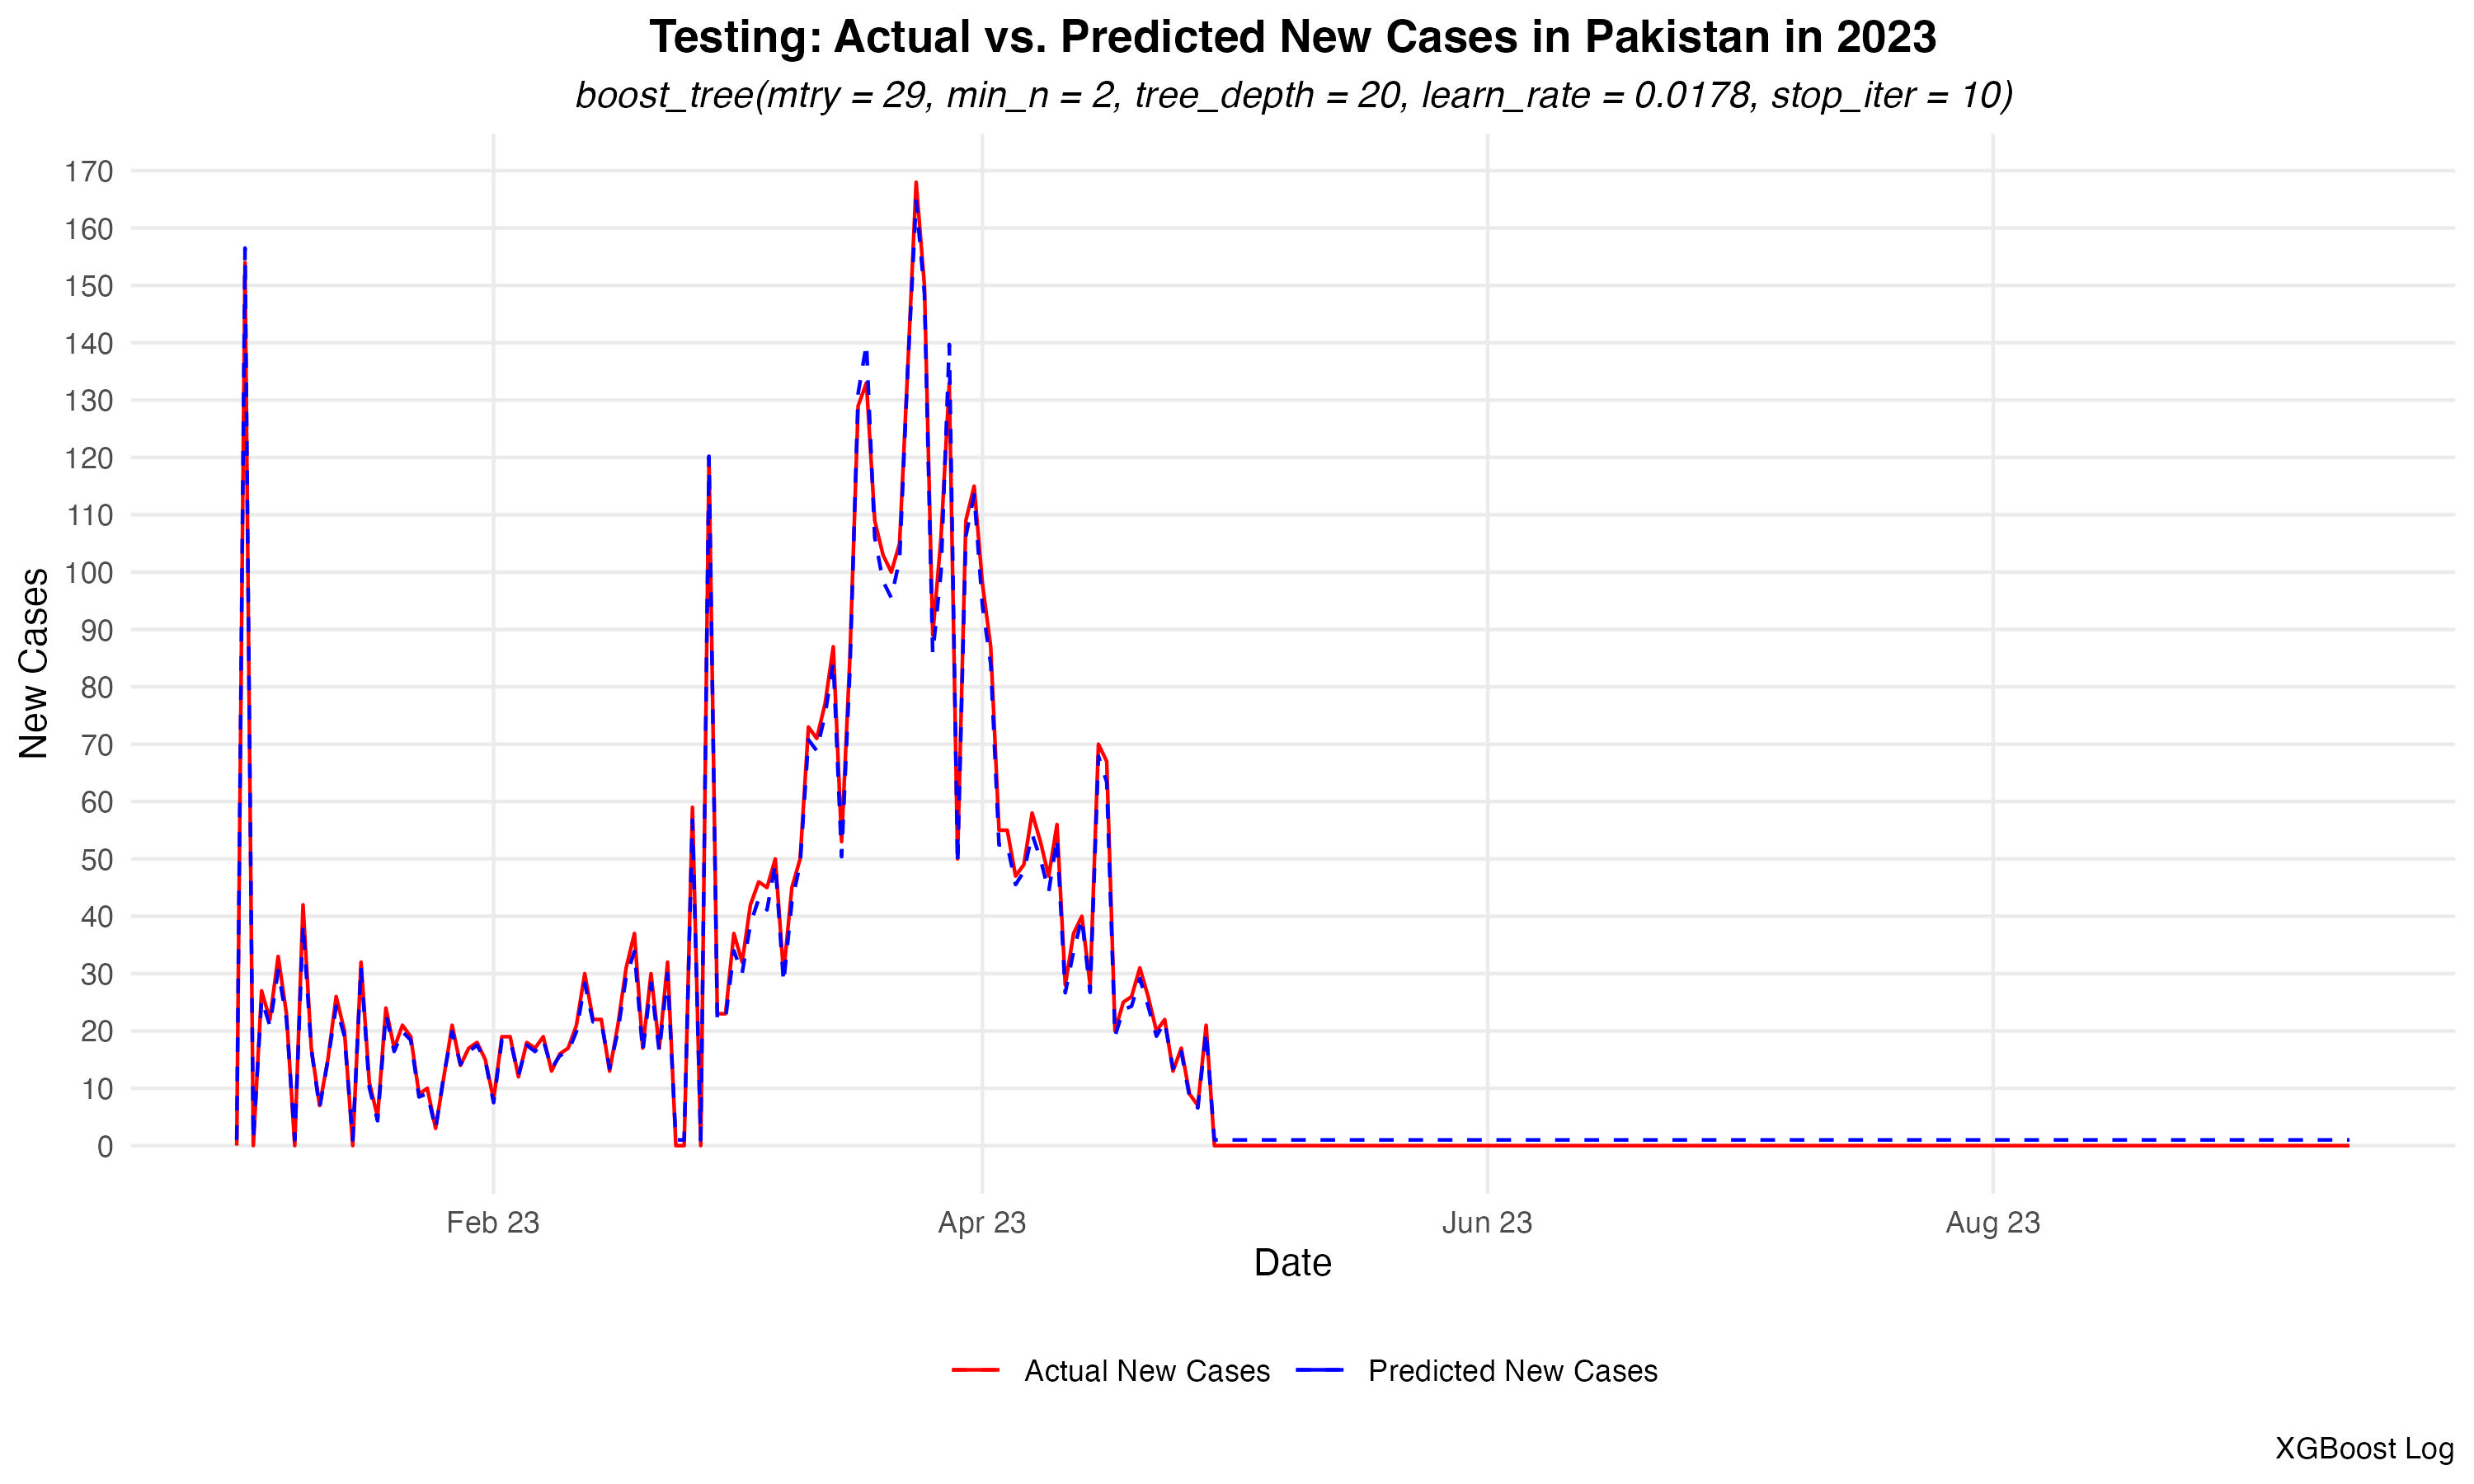 Testing: Actual vs. Predicted New Cases in Pakistan in 2023
boost_tree(mtry = 29, min_n = 2, tree_depth = 20, learn_rate = 0.0178, stop_iter = 10)
170
160
150
140
130
120
110
100
90
80
70
60
50
40
30
20
10
0
New Cases
Feb 23 Apr 23 Jun 23 Aug 23
Date
Actual New Cases Predicted New Cases
XGBoost Log